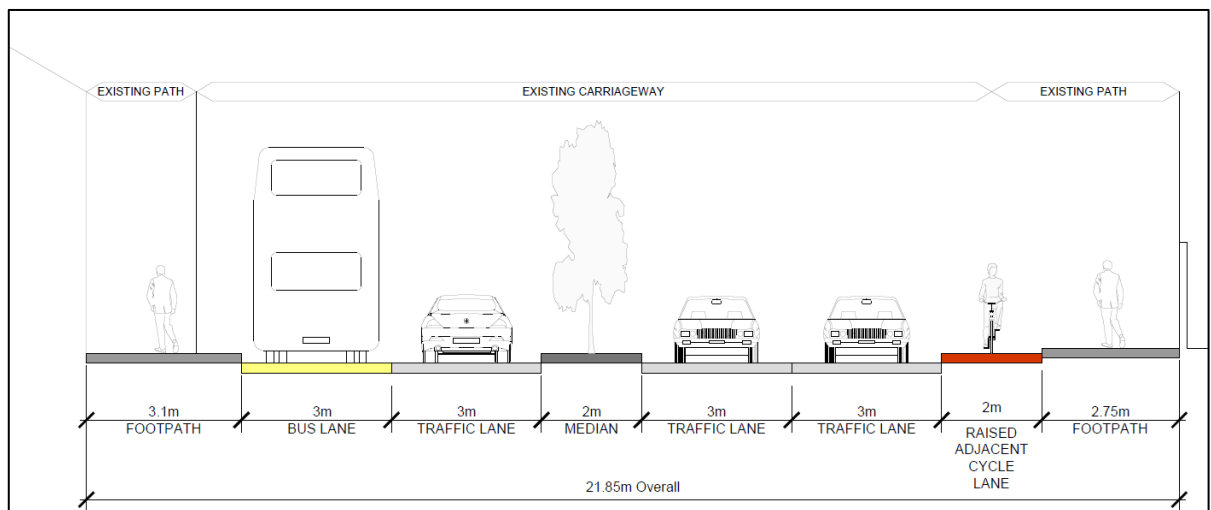 EXISTING PATH
EXISTING CARRIAGEWAY
EXISTING PATH
3.1m
FOOTPATH
3m
BUS LANE
3m
TRAFFIC LANE
2m
MEDIAN
3m
TRAFFIC LANE
3m
TRAFFIC LANE
2m
RAISED
ADJACENT
CYCLE
LANE
2.75m
FOOTPATH
21.85m Overall